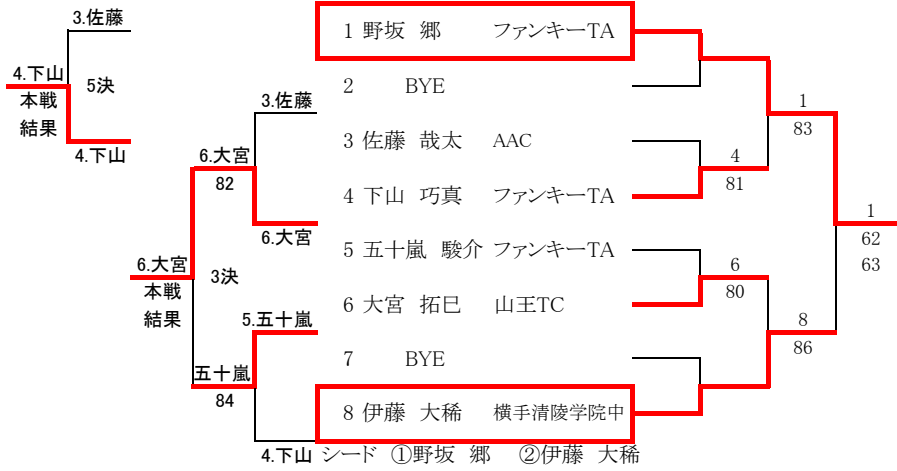 3.佐藤
4.下山
5決
本戦
結果
4.下山
3.佐藤
6.大宮
82
6.大宮
6.大宮
3決
本戦
結果
5.五十嵐
五十嵐
84
4.下山
1 野坂 郷 ファンキーTA
2 BYE
3 佐藤 哉太 AAC
4 下山 巧真 ファンキーTA
5 五十嵐 駿介 ファンキーTA
6 大宮 拓巳 山王TC
7 BYE
8 伊藤 大稀 横手清陵学院中
4
81
6
80
1
83
8
86
1
62
63
シード ①野坂 郷 ②伊藤 大稀